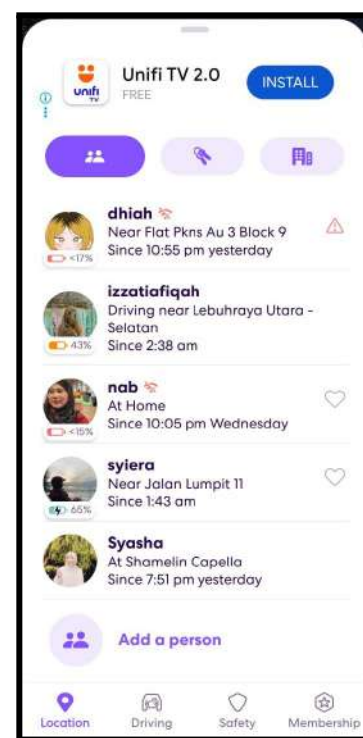 unifi
TV
Unifi TV 2.0
FREE
INSTALL
dhiah
Near Flat Pkns Au 3 Block 9
Since 10:55 pm yesterday
<17%
izzatiafiqah
Driving near Lebuhraya Utara -
Selatan
Since 2:38 am
43%
nab
At Home
Since 10:05 pm Wednesday
<15%
syiera
Near Jalan Lumpit 11
Since 1:43 am
65%
Syasha
At Shamelin Capella
Since 7:51 pm yesterday
Add a person
Location Driving Safety Membership